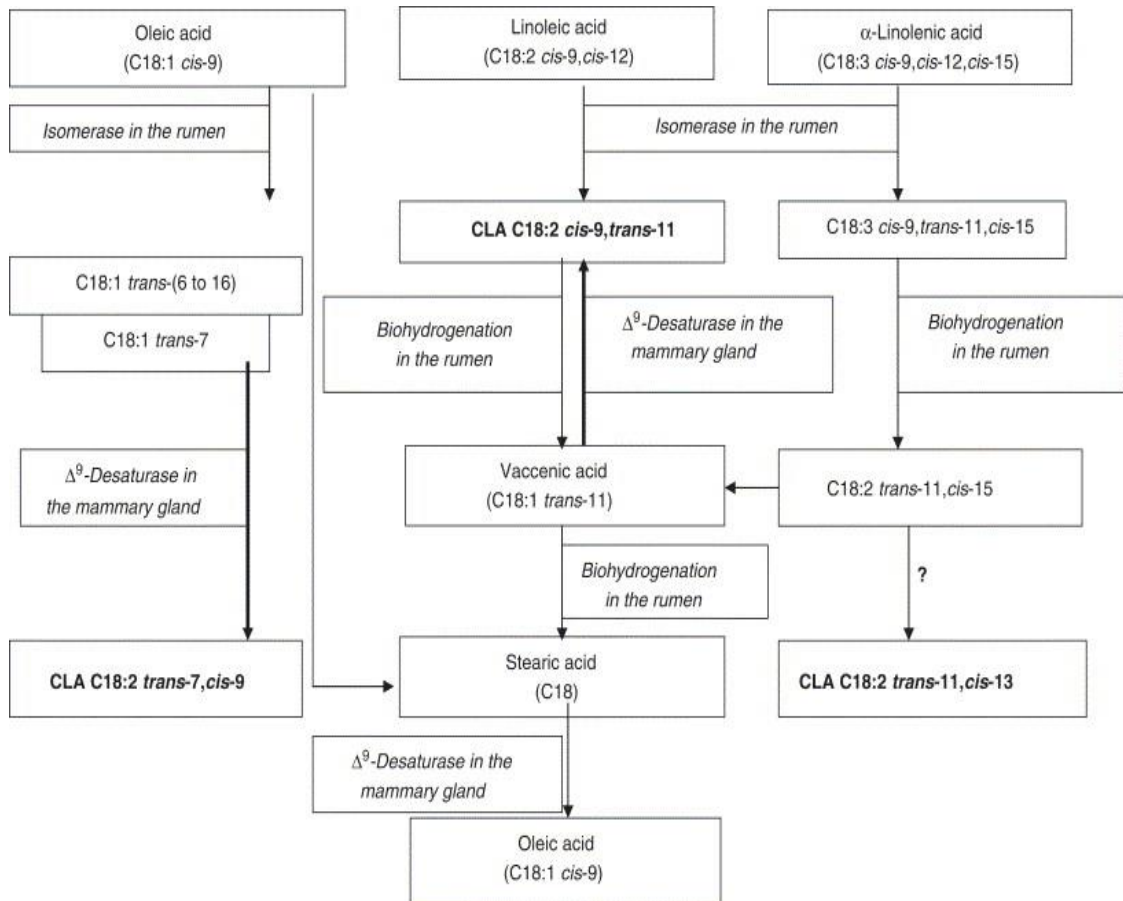 Oleic acid
(C18:1 cis-9)
Linoleic acid
(C18:2 cis-9,cis-12)
α-Linolenic acid
(C18:3 cis-9,cis-12,cis-15)
Isomerase in the rumen
Isomerase in the rumen
CLA C18:2 cis-9,trans-11
C18:3 cis-9,trans-11,cis-15
C18:1 trans-(6 to 16)
C18:1 trans-7
Biohydrogenation
in the rumen
Δ9-Desaturase in the
mammary gland
Biohydrogenation
in the rumen
Δ9-Desaturase in
the mammary gland
Vaccenic acid
(C18:1 trans-11)
C18:2 trans-11,cis-15
Biohydrogenation
in the rumen
?
CLA C18:2 trans-7,cis-9
Stearic acid
(C18)
CLA C18:2 trans-11,cis-13
Δ9-Desaturase in the
mammary gland
Oleic acid
(C18:1 cis-9)